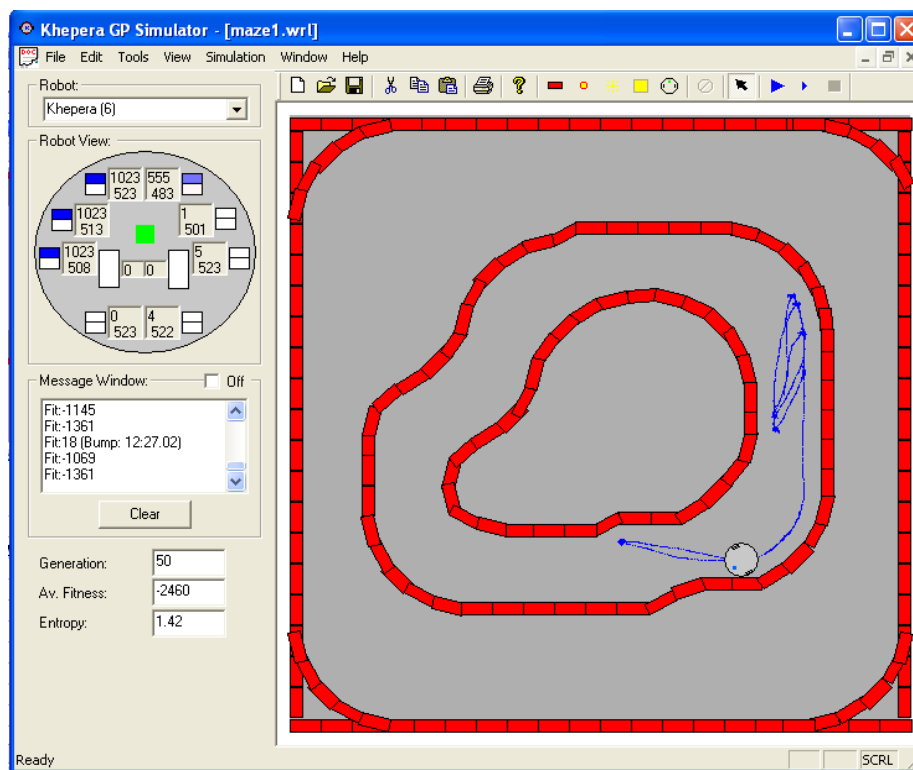 Khepera GP Simulator - [maze1.wrl]
File Edit Tools View Simulation Window Help
Robot:
Khepera (6)
Robot View:
1023 555
523 483
1023 1
513 501
1023 5
508 0 0 523
0 4
523 522
Message Window: Off
Fit:-1145
Fit:-1361
Fit:18 (Bump: 12:27.02)
Fit:-1069
Fit:-1361
Clear
Generation: 50
Av. Fitness: -2460
Entropy: 1.42
Ready SCRL